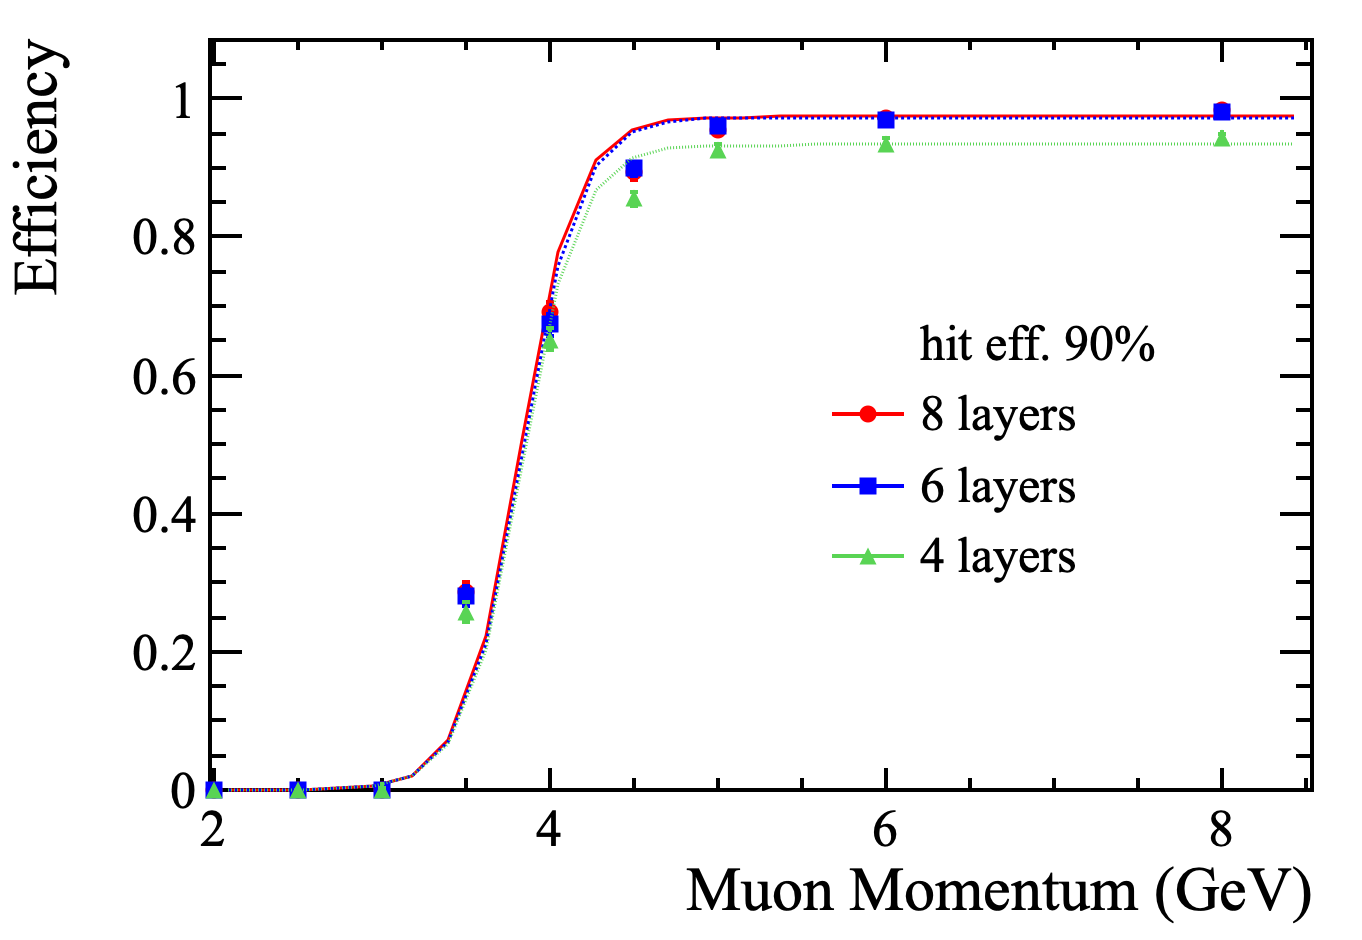 Efficiency
1
0.8
0.6
0.4
0.2
0
hit eff. 90%
8 layers
6 layers
4 layers
2 4 6 8
Muon Momentum (GeV)